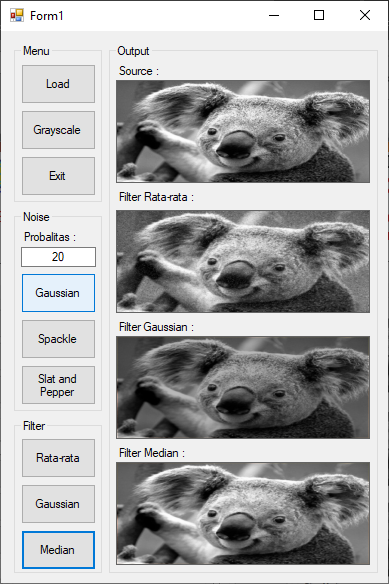 Form1
Menu
Load
Grayscale
Exit
Noise
Probalitas :
20
Gaussian
Spackle
Slat and
Pepper
Filter
Rata-rata
Gaussian
Median
Output
Source :
Filter Rata-rata :
Filter Gaussian :
Filter Median :